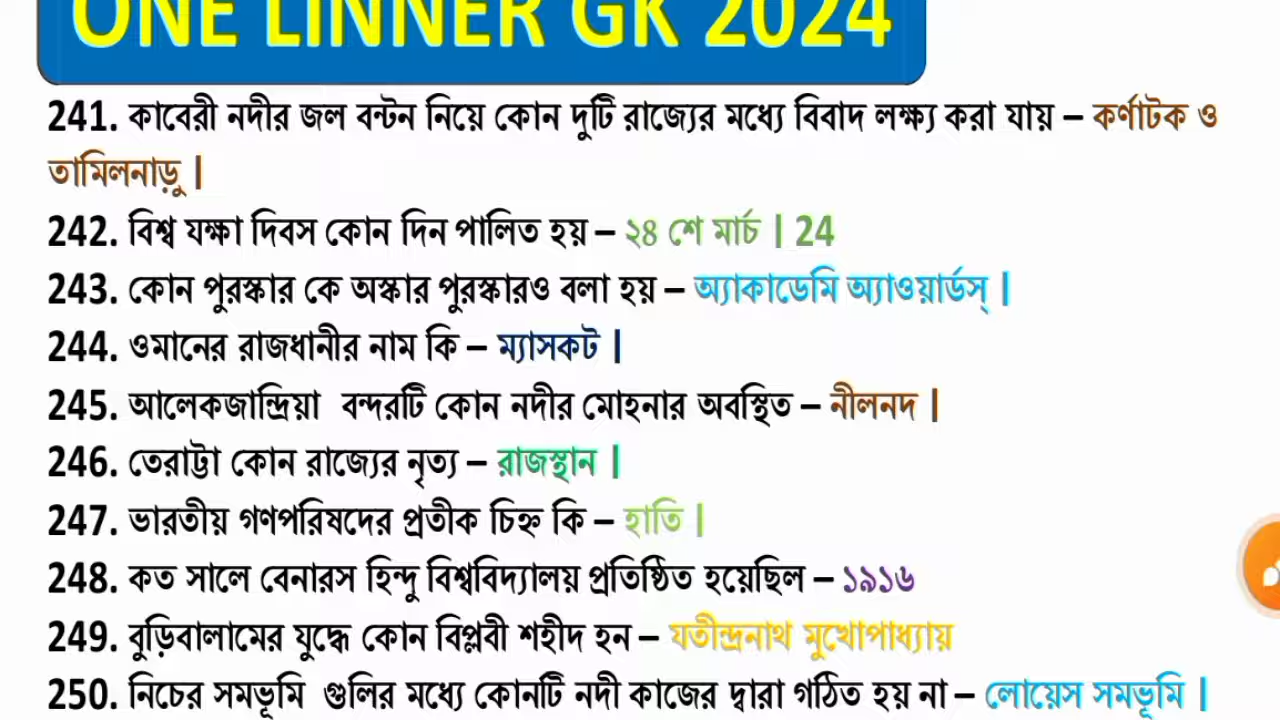 ONE LINNER GK 2024
241. কাবেরী নদীর জল বন্টন নিয়ে কোন দুটি রাজ্যের মধ্যে বিবাদ লক্ষ্য করা যায় – কর্ণাটক ও
তামিলনাড়ু |
242. বিশ্ব যক্ষা দিবস কোন দিন পালিত হয় – ২৪ শে মার্চ | 24
243. কোন পুরস্কার কে অস্কার পুরস্কারও বলা হয় – অ্যাকাডেমি অ্যাওয়ার্ডস্ |
244. ওমানের রাজধানীর নাম কি – ম্যাসকট |
245. আলেকজান্দ্রিয়া বন্দরটি কোন নদীর মোহনার অবস্থিত – নীলনদ |
246. তেরাট্টা কোন রাজ্যের নৃত্য – রাজস্থান |
247. ভারতীয় গণপরিষদের প্রতীক চিহ্ন কি – হাতি |
248. কত সালে বেনারস হিন্দু বিশ্ববিদ্যালয় প্রতিষ্ঠিত হয়েছিল – ১৯১৬
249. বুড়িবালামের যুদ্ধে কোন বিপ্লবী শহীদ হন – যতীন্দ্রনাথ মুখোপাধ্যায়
250. নিচের সমভূমি গুলির মধ্যে কোনটি নদী কাজের দ্বারা গঠিত হয় না – লোয়েস সমভূমি |